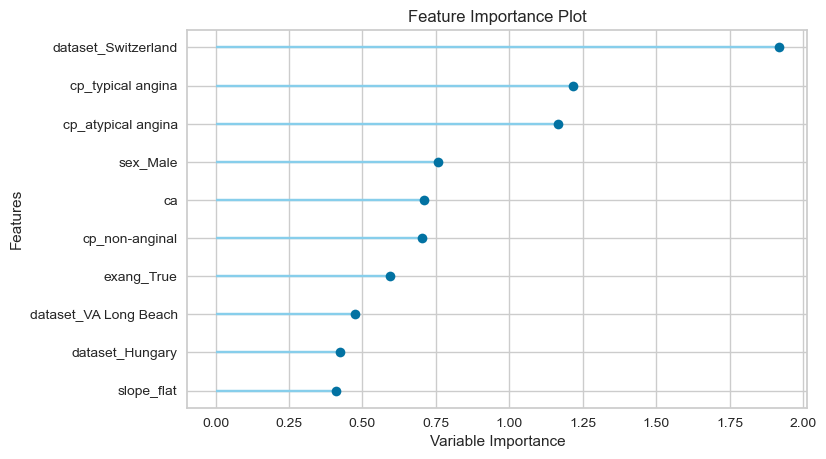 Feature Importance Plot
dataset_Switzerland
cp_typical angina
cp_atypical angina
sex_Male
ca
cp_non-anginal
exang_True
dataset_VA Long Beach
dataset_Hungary
slope_flat
Features
0.00 0.25 0.50 0.75 1.00 1.25 1.50 1.75 2.00
Variable Importance